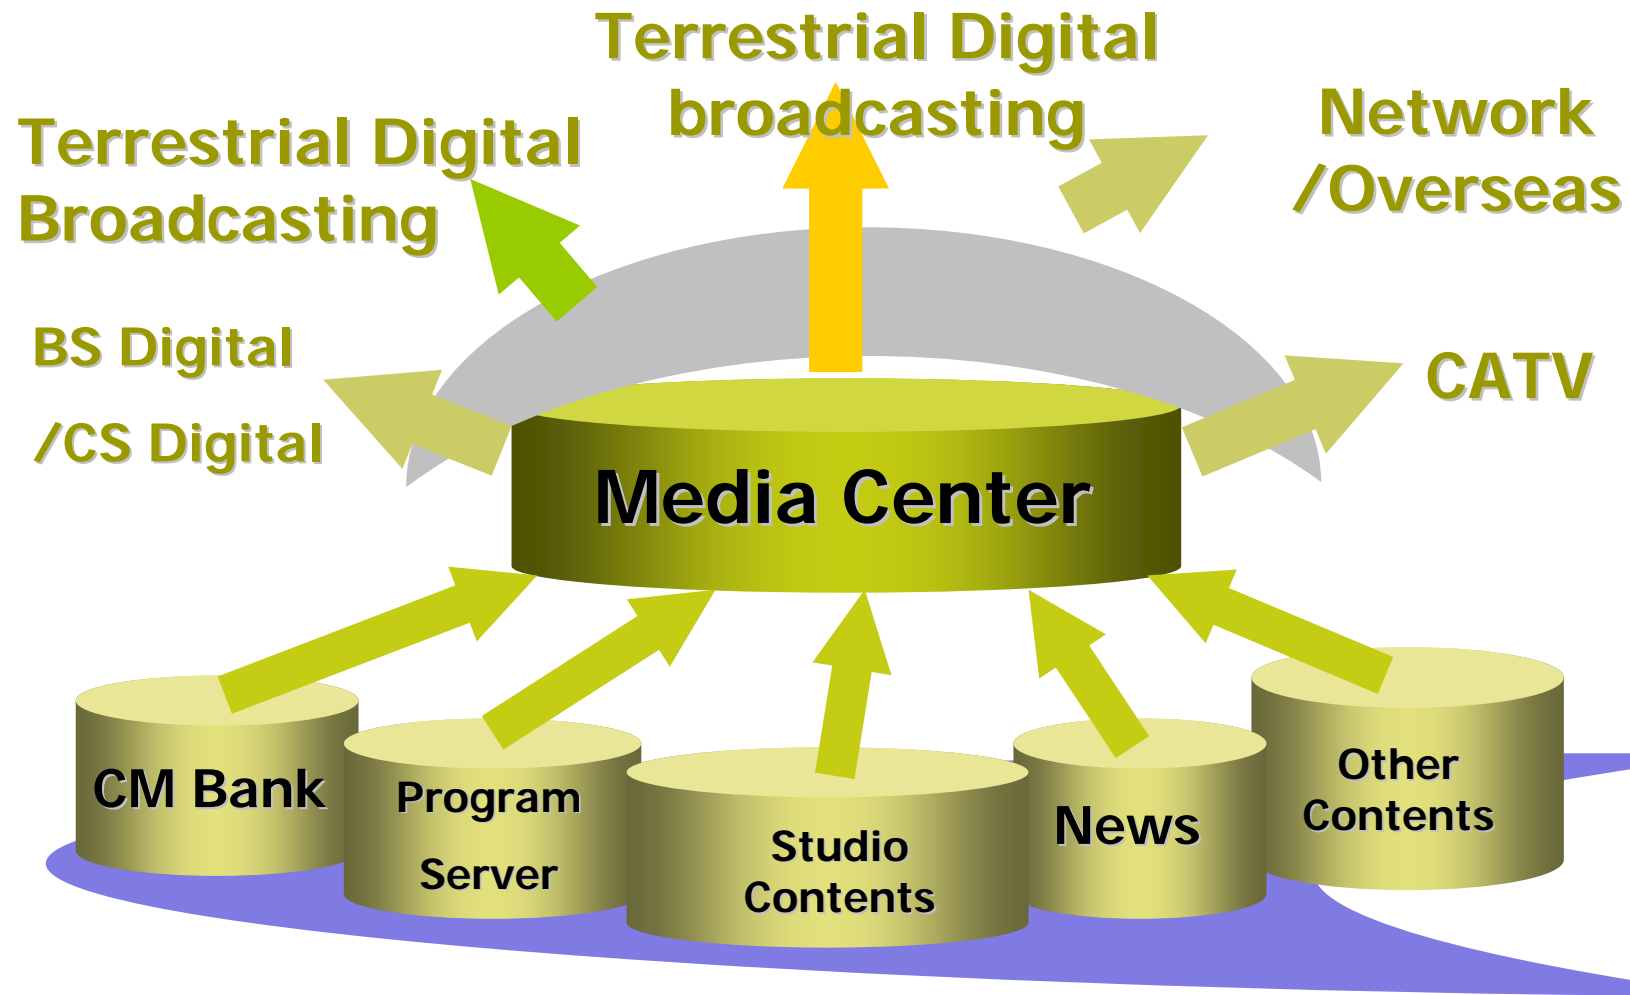 Terrestrial Digital
broadcasting
Terrestrial Digital
Broadcasting
Network
/Overseas
BS Digital
/CS Digital
CATV
Media Center
CM Bank
Program
Server
Studio
Contents
News
Other
Contents